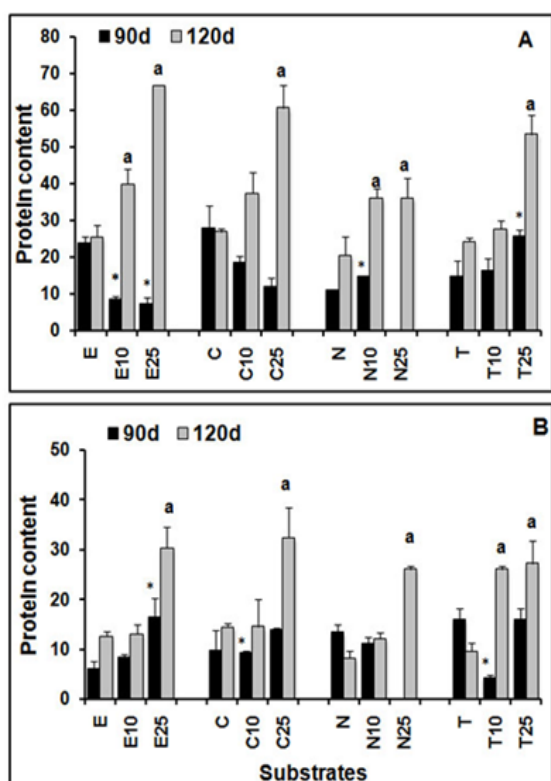 90d 120d A
Protein content
80
70
60
50
40
30
20
10
0
a a a a a a
* * * *
E E10 E25 C C10 C25 N N10 N25 T T10 T25
90d 120d B
Protein content
50
40
30
20
10
0
a a a a a
* * *
E E10 E25 C C10 C25 N N10 N25 T T10 T25
Substrates